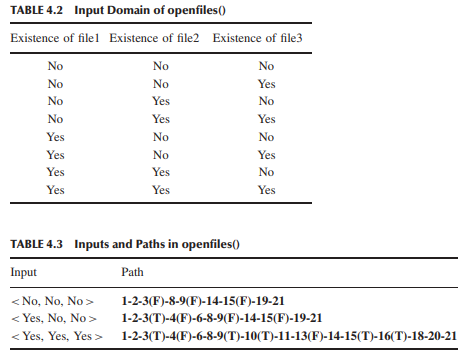 TABLE 4.2 Input Domain of openfiles()
Existence of file1 Existence of file2 Existence of file3
No No No
No No Yes
No Yes No
No Yes Yes
Yes No No
Yes No Yes
Yes Yes No
Yes Yes Yes
TABLE 4.3 Inputs and Paths in openfiles()
Input Path
<No, No, No> 1-2-3(F)-8-9(F)-14-15(F)-19-21
<Yes, No, No> 1-2-3(T)-4(F)-6-8-9(F)-14-15(F)-19-21
<Yes, Yes, Yes> 1-2-3(T)-4(F)-6-8-9(T)-10(T)-11-13(F)-14-15(T)-16(T)-18-20-21